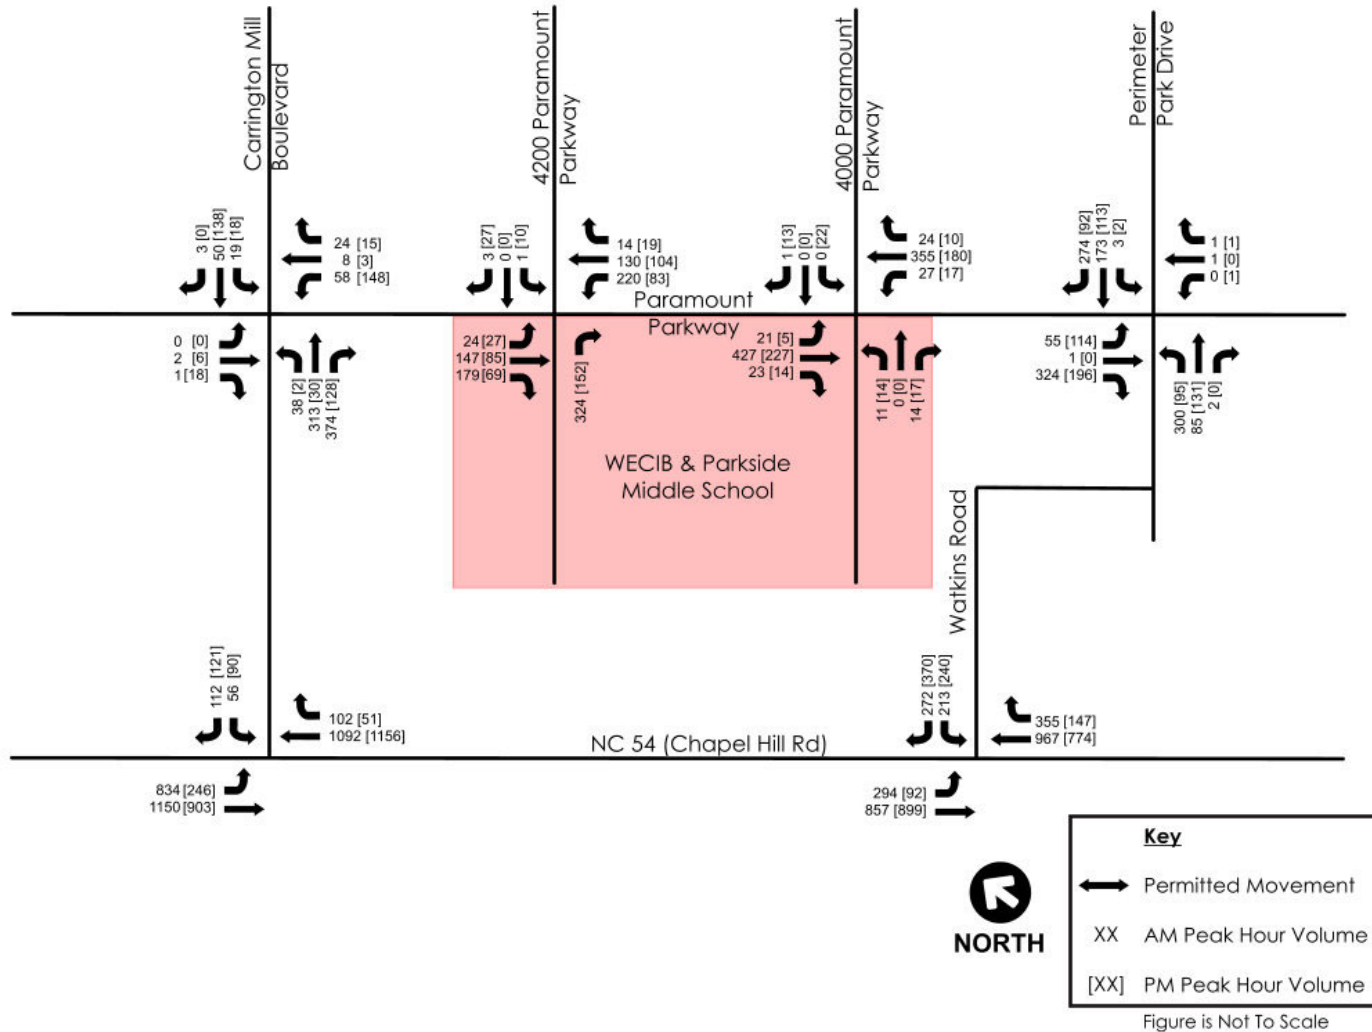 Carrington Mill
Boulevard
4200 Paramount
Parkway
4000 Paramount
Parkway
Perimeter
Park Drive
3 [0]
50 [138]
19 [18]
24 [15]
8 [3]
58 [148]
3 [27]
0 [0]
1 [10]
14 [19]
130 [104]
220 [83]
1 [13]
0 [0]
0 [22]
24 [10]
355 [180]
27 [17]
274 [92]
173 [113]
3 [2]
1 [1]
1 [0]
0 [1]
Paramount
Parkway
0 [0]
2 [6]
1 [18]
38 [2]
313 [30]
374 [128]
24 [27]
147 [85]
179 [69]
324 [152]
21 [5]
427 [227]
23 [14]
11 [14]
0 [0]
14 [17]
55 [114]
1 [0]
324 [196]
300 [95]
85 [131]
2 [0]
WECIB & Parkside
Middle School
Watkins Road
112 [121]
56 [90]
102 [51]
1092 [1156]
272 [370]
213 [240]
355 [147]
967 [774]
NC 54 (Chapel Hill Rd)
834 [246]
1150 [903]
294 [92]
857 [899]
NORTH
Key
Permitted Movement
XX AM Peak Hour Volume
[XX] PM Peak Hour Volume
Figure is Not To Scale